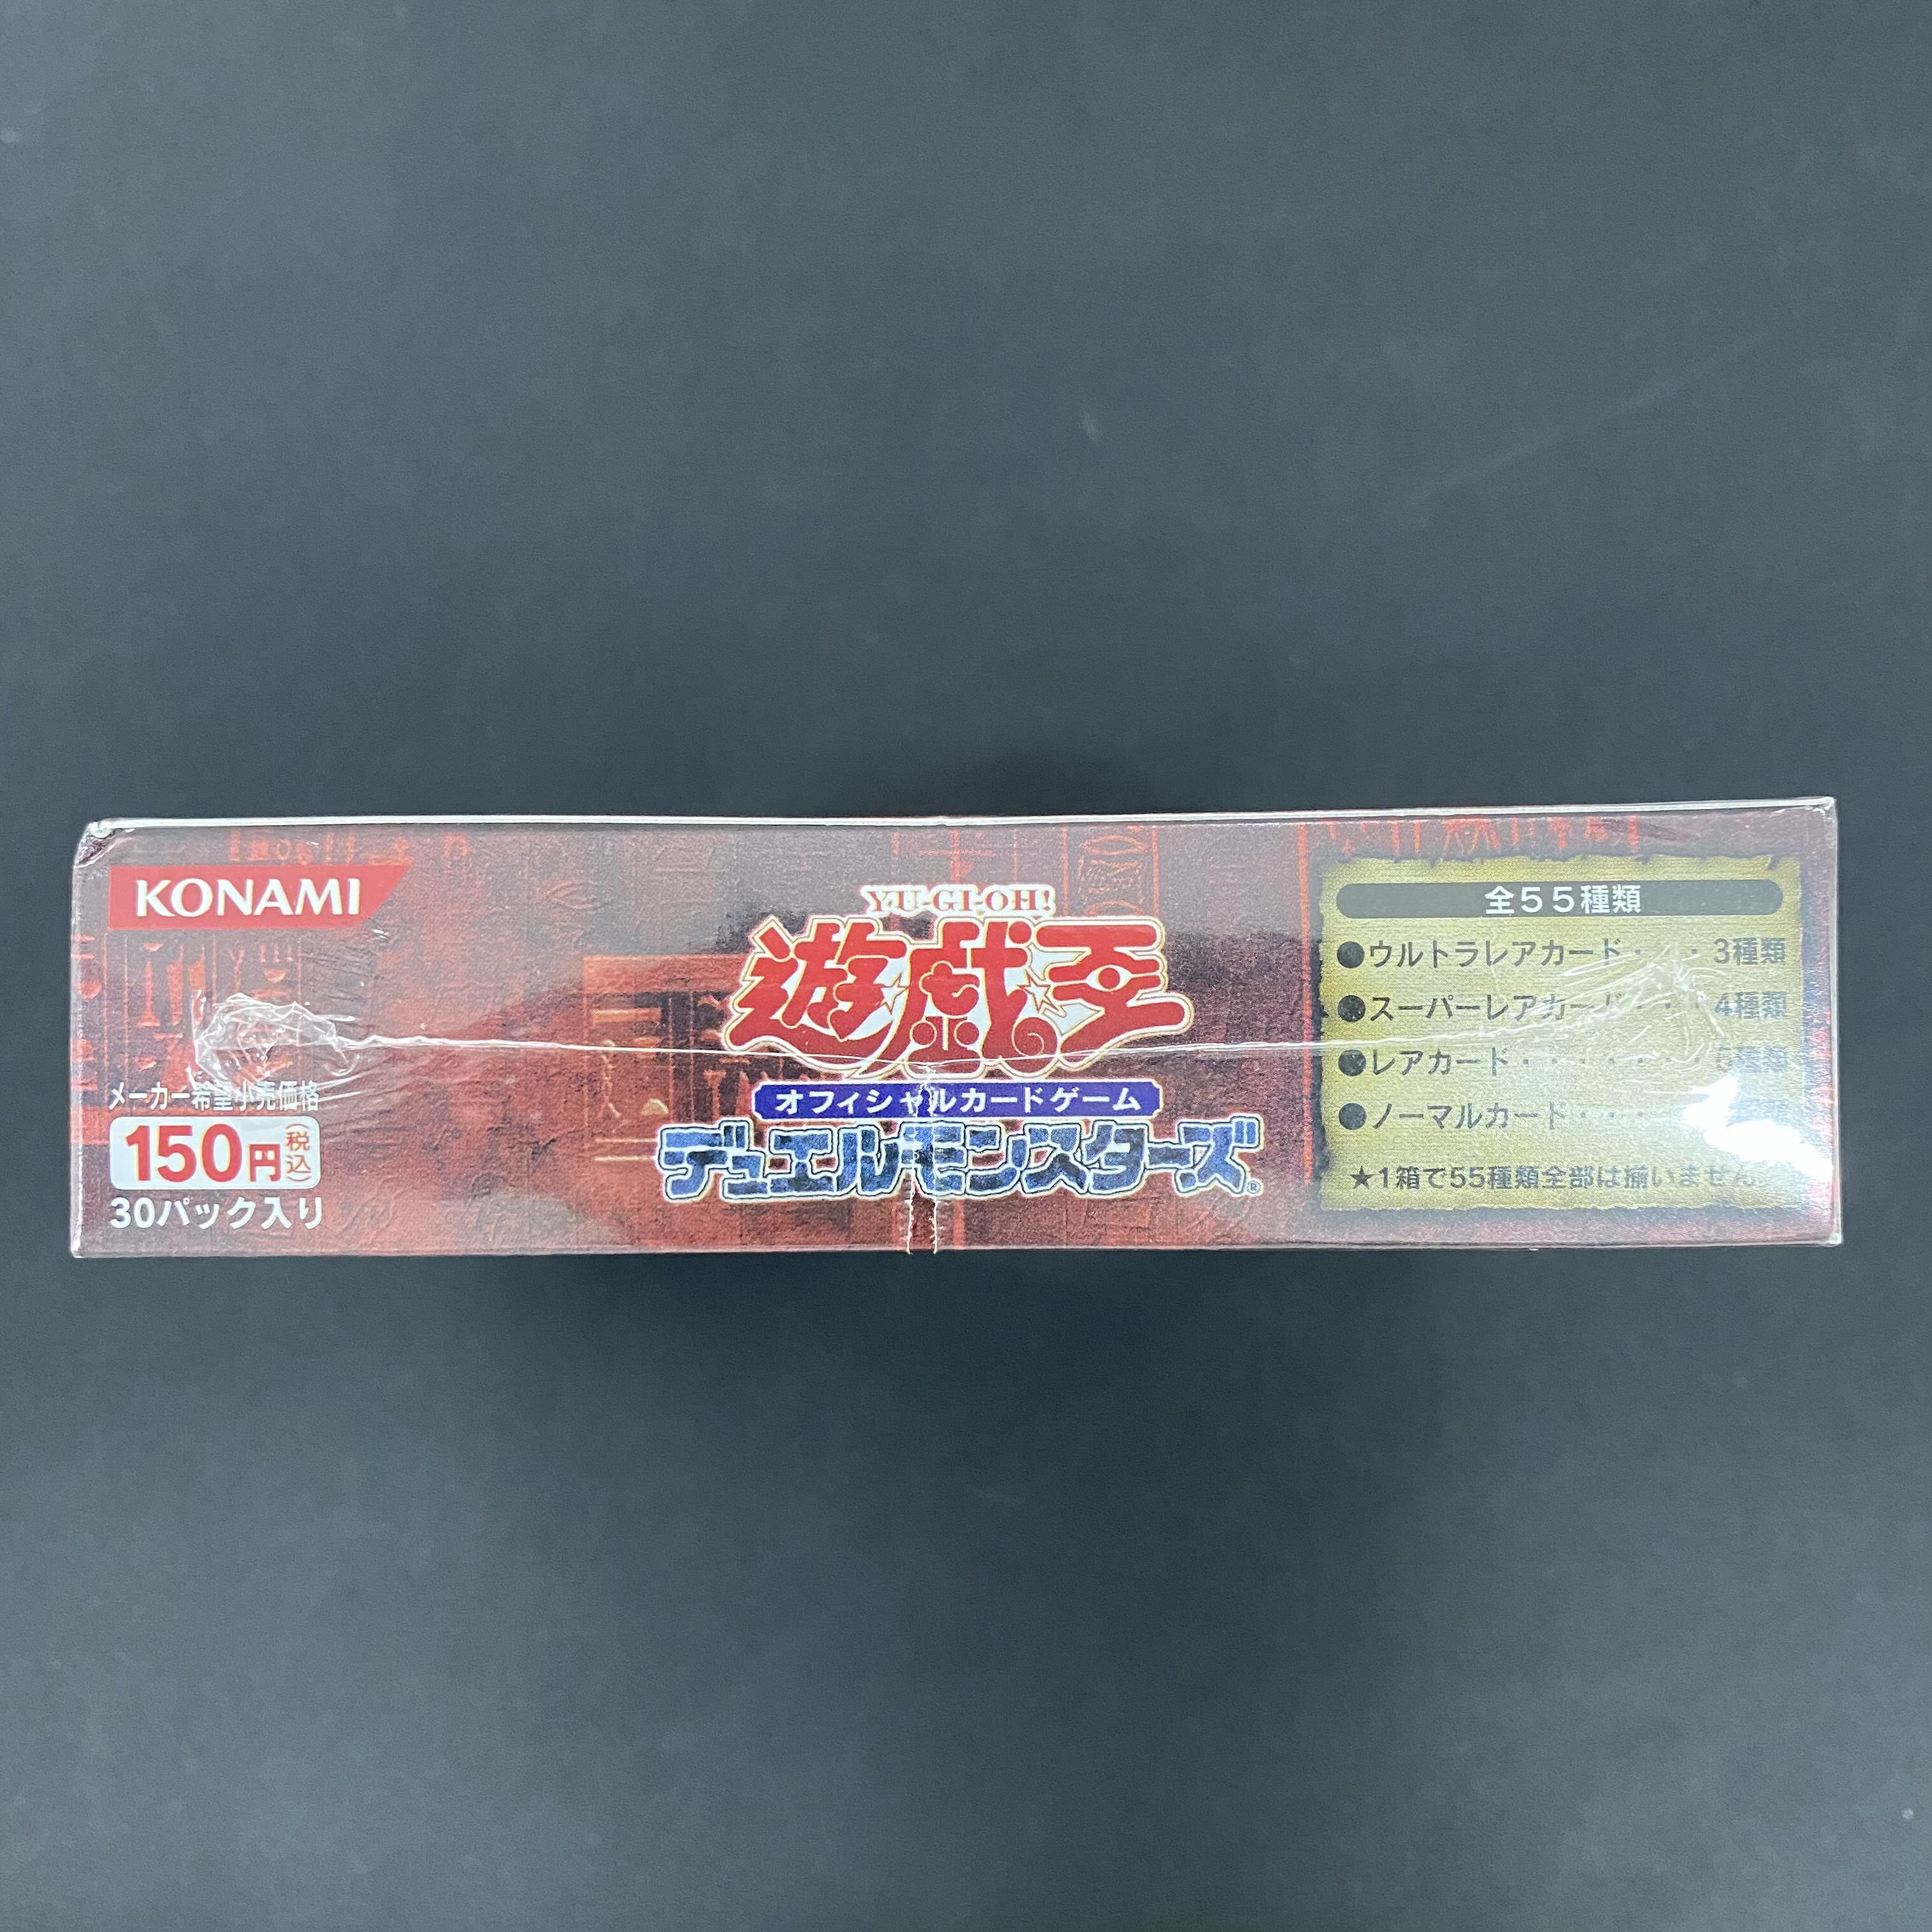 KONAMI
メーカー希望小売価格
150円(税込)
30パック入り
YU-GI-OH!
遊戯王
オフィシャルカードゲーム
デュエルモンスターズ®
全55種類
●ウルトラレアカード・・・3種類
●スーパーレアカード・・・4種類
●レアカード・・・・・ 種類
●ノーマルカード・・
★1箱で55種類全部は揃いません